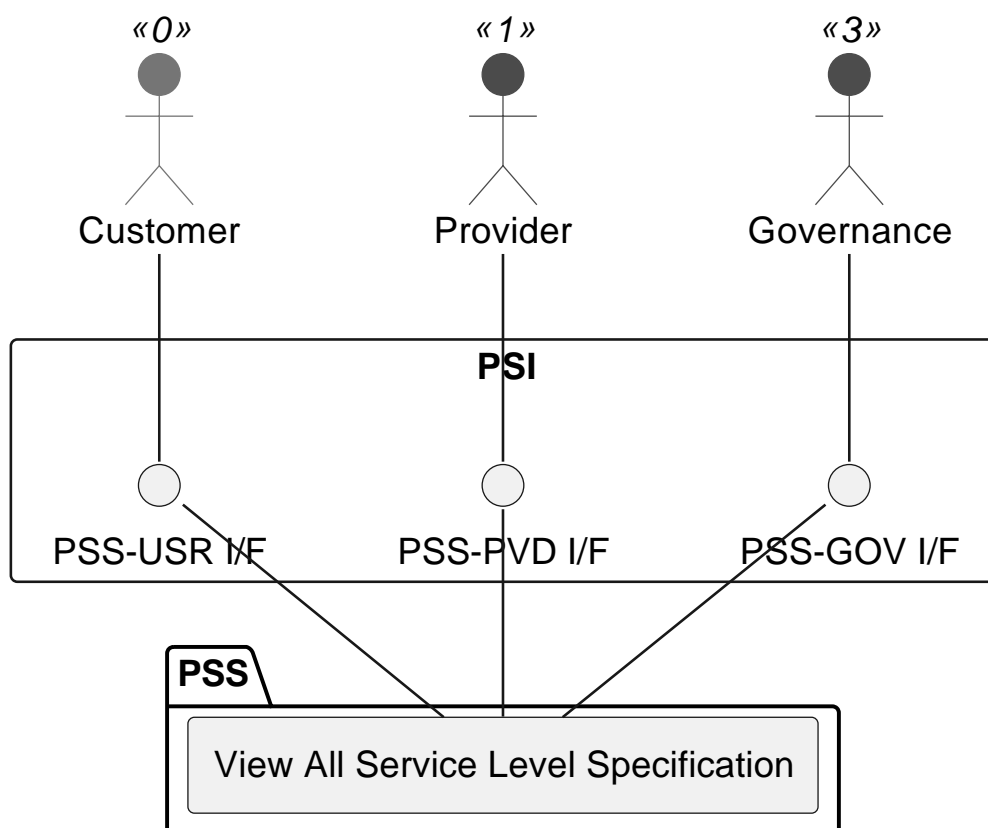 «0» «1» «3»
Customer Provider Governance
PSI
PSS-USR I/F PSS-PVD I/F PSS-GOV I/F
PSS
View All Service Level Specification